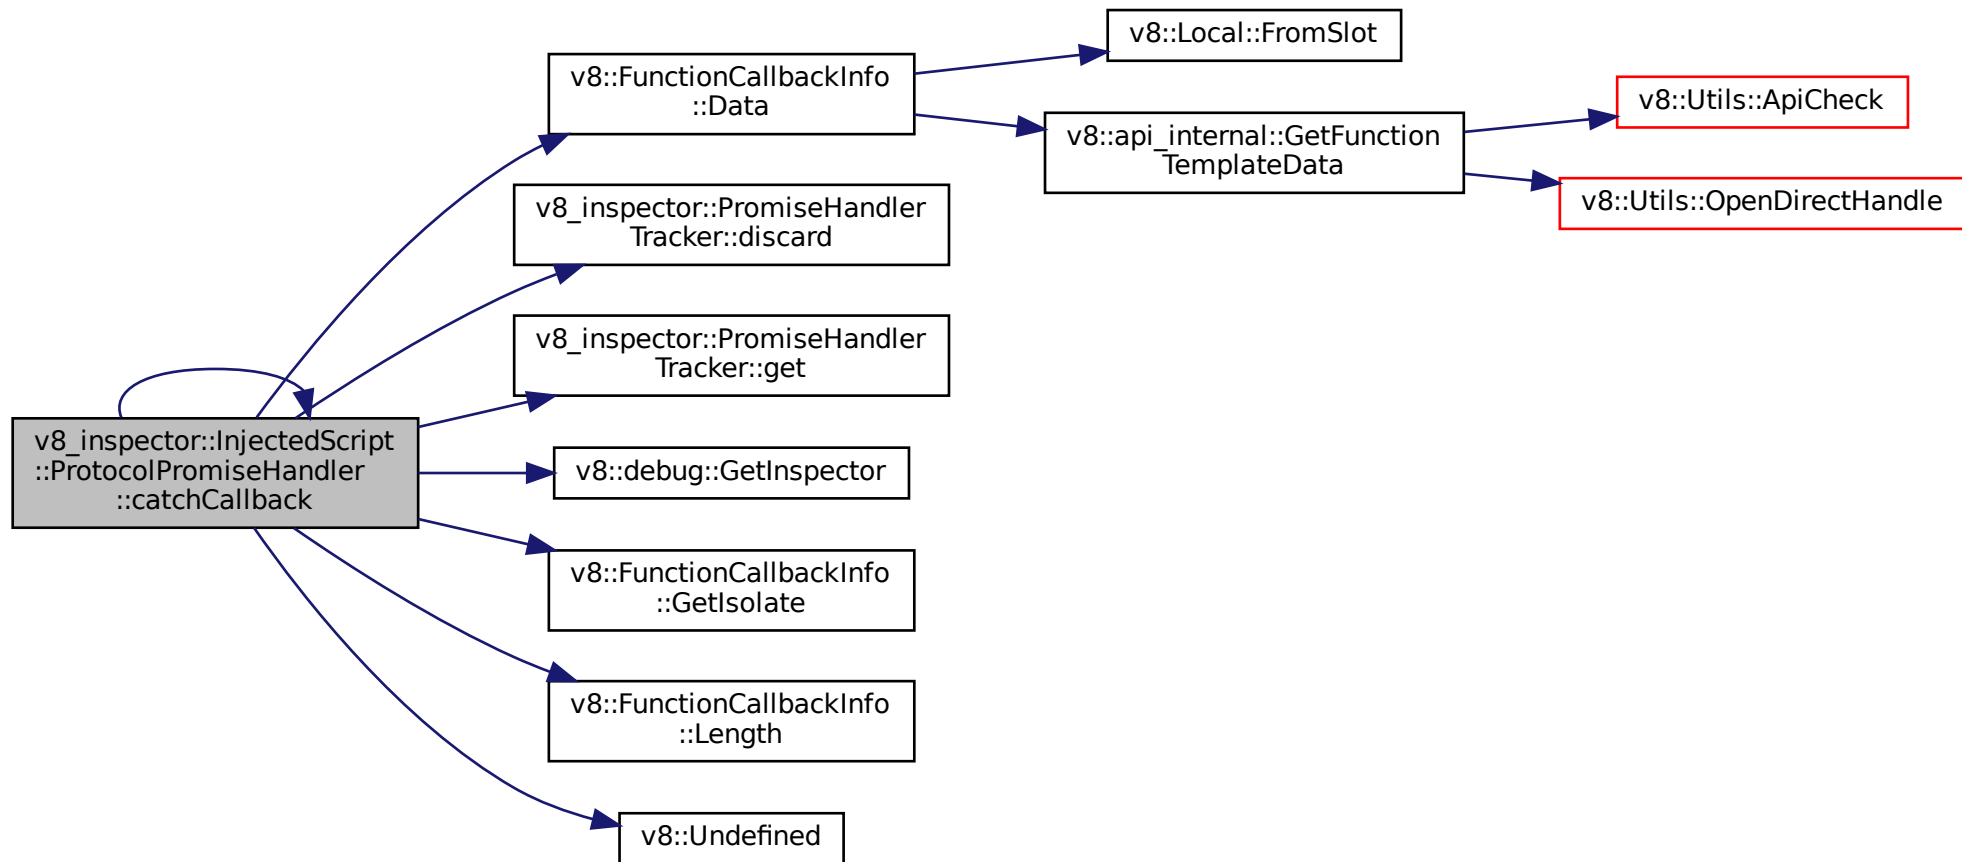 v8_inspector::InjectedScript
::ProtocolPromiseHandler
::catchCallback
v8::FunctionCallbackInfo
::Data
v8::Local::FromSlot
v8::api_internal::GetFunction
TemplateData
v8::Utils::ApiCheck
v8::Utils::OpenDirectHandle
v8_inspector::PromiseHandler
Tracker::discard
v8_inspector::PromiseHandler
Tracker::get
v8::debug::GetInspector
v8::FunctionCallbackInfo
::GetIsolate
v8::FunctionCallbackInfo
::Length
v8::Undefined